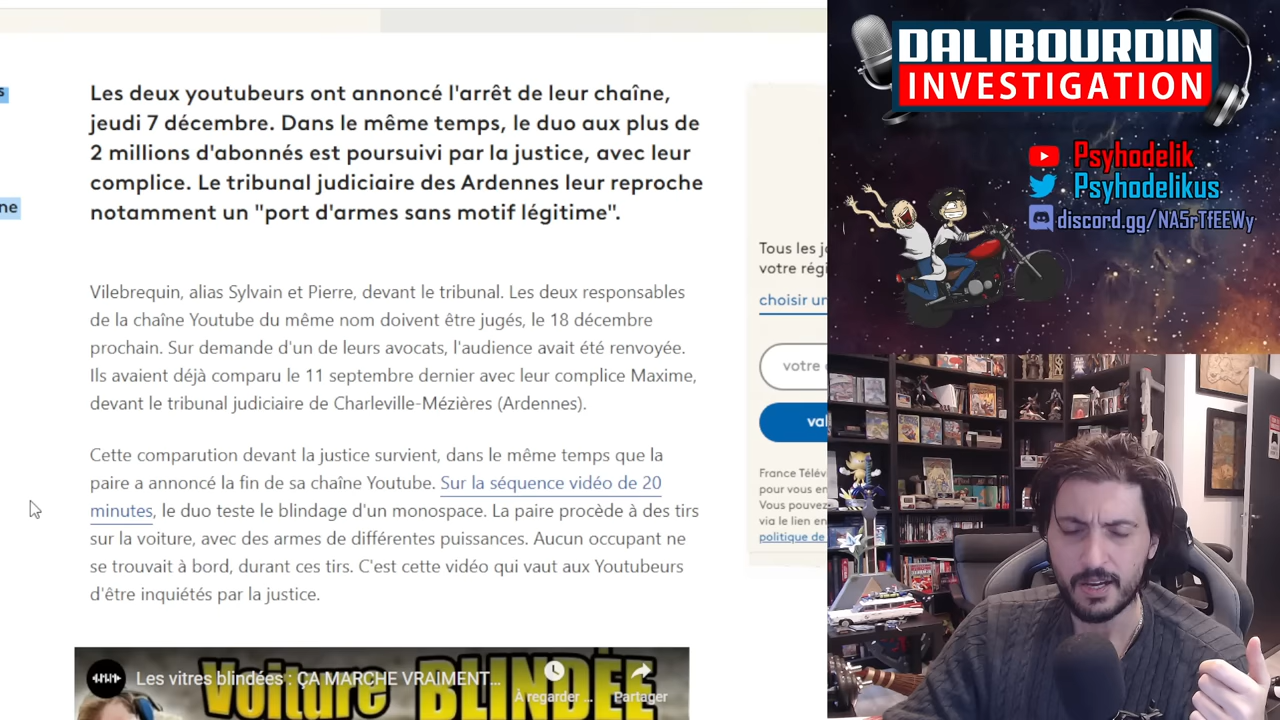 Les deux youtubeurs ont annoncé l'arrêt de leur chaîne,
jeudi 7 décembre. Dans le même temps, le duo aux plus de
2 millions d'abonnés est poursuivi par la justice, avec leur
complice. Le tribunal judiciaire des Ardennes leur reproche
notamment un "port d'armes sans motif légitime".
Vilebrequin, alias Sylvain et Pierre, devant le tribunal. Les deux responsables
de la chaîne Youtube du même nom doivent être jugés, le 18 décembre
prochain. Sur demande d'un de leurs avocats, l'audience avait été renvoyée.
Ils avaient déjà comparu le 11 septembre dernier avec leur complice Maxime,
devant le tribunal judiciaire de Charleville-Mézières (Ardennes).
Cette comparution devant la justice survient, dans le même temps que la
paire a annoncé la fin de sa chaîne Youtube. Sur la séquence vidéo de 20
minutes, le duo teste le blindage d'un monospace. La paire procède à des tirs
sur la voiture, avec des armes de différentes puissances. Aucun occupant ne
se trouvait à bord, durant ces tirs. C'est cette vidéo qui vaut aux Youtubeurs
d'être inquiétés par la justice.
Les vitres blindées : ÇA MARCHE VRAIMENT...
À regarder ...
Partager
Voiture BLINDÉE
s
ne
Tous les jo
votre régi
choisir un
votre
val
France Télév
pour vous en
Vous pouvez
via le lien en
politique de
DALIBOURDIN
INVESTIGATION
Psyhodelik
Psyhodelikus
discord.gg/NA5rTfEEWy